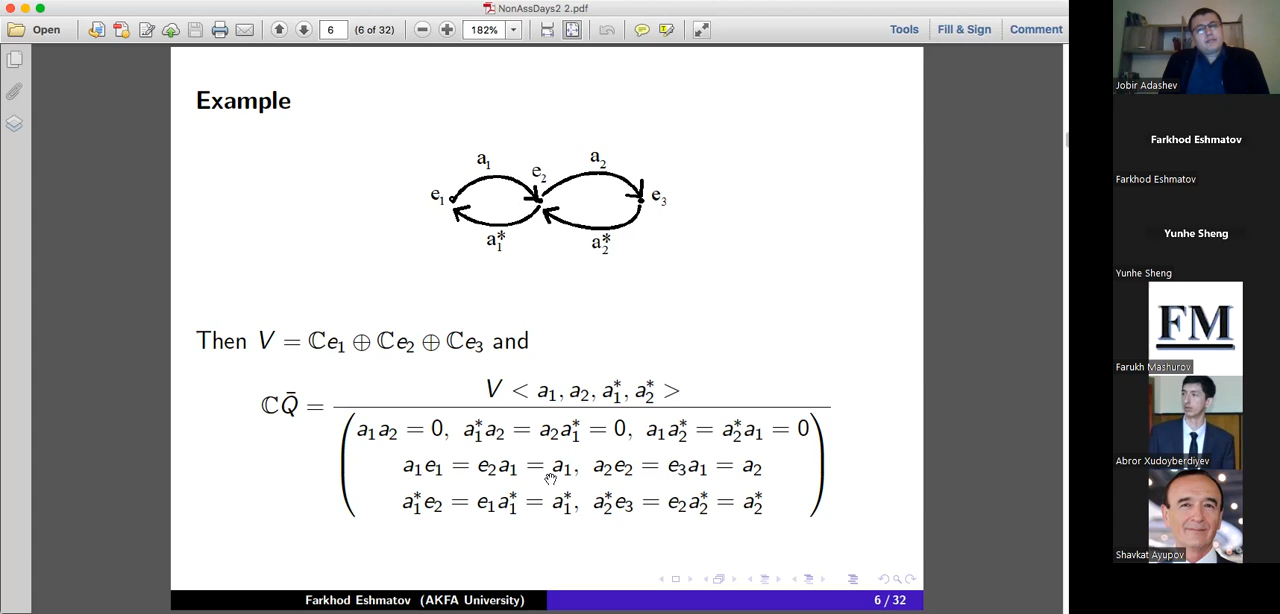 NonAssDays2 2.pdf
Open 6 (6 of 32) 182% Tools Fill & Sign Comment
Example
a₁ a₂
e₁ e₂ e₃
a₁* a₂*
Then V = ℂe₁ ⊕ ℂe₂ ⊕ ℂe₃ and
V < a₁, a₂, a₁*, a₂* >
ℂQ̄ =
a₁a₂ = 0, a₁*a₂ = a₂a₁* = 0, a₁a₂* = a₂*a₁ = 0
a₁e₁ = e₂a₁ = a₁, a₂e₂ = e₃a₁ = a₂
a₁*e₂ = e₁a₁* = a₁*, a₂*e₃ = e₂a₂* = a₂*
Farkhod Eshmatov (AKFA University) 6 / 32
Jobir Adashev
Farkhod Eshmatov
Farkhod Eshmatov
Yunhe Sheng
Yunhe Sheng
FM
Farukh Mashurov
Abror Xudoyberdiyev
Shavkat Ayupov